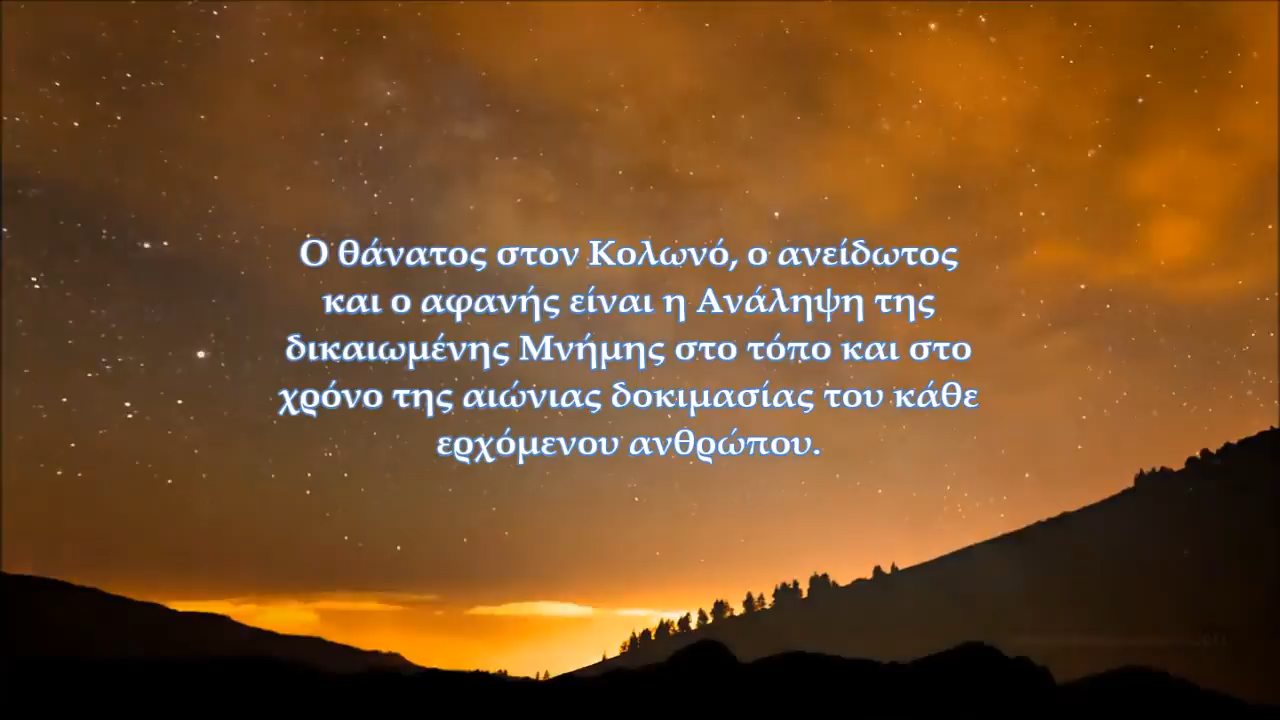 Ο θάνατος στον Κολωνό, ο ανείδωτος
και ο αφανής είναι η Ανάληψη της
δικαιωμένης Μνήμης στο τόπο και στο
χρόνο της αιώνιας δοκιμασίας του κάθε
ερχόμενου ανθρώπου.